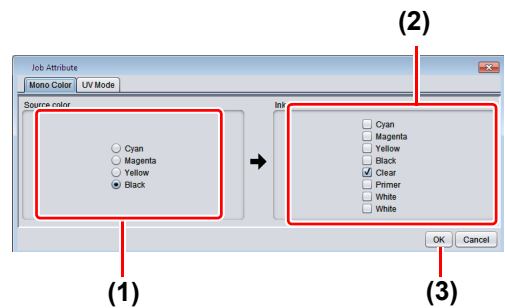 (2)
Job Attribute
Mono Color UV Mode
Source color
Ink
Cyan
Magenta
Yellow
Black
Cyan
Magenta
Yellow
Black
Clear
Primer
White
White
OK Cancel
(1)
(3)